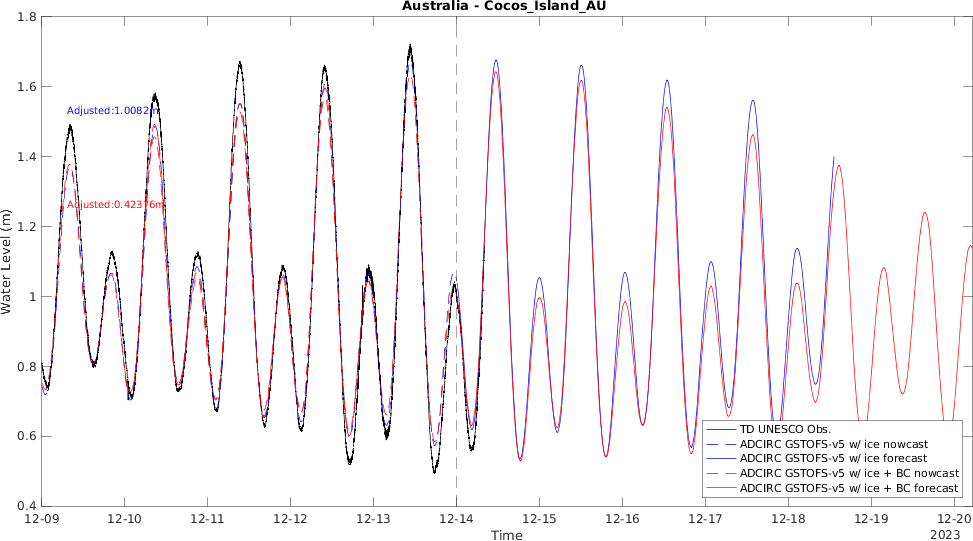 Australia - Cocos_Island_AU
Water Level (m)
1.8
1.6
1.4
1.2
1
0.8
0.6
0.4
Adjusted:1.0082m
Adjusted:0.42376m
TD UNESCO Obs.
ADCIRC GSTOFS-v5 w/ ice nowcast
ADCIRC GSTOFS-v5 w/ ice forecast
ADCIRC GSTOFS-v5 w/ ice + BC nowcast
ADCIRC GSTOFS-v5 w/ ice + BC forecast
12-09 12-10 12-11 12-12 12-13 12-14 12-15 12-16 12-17 12-18 12-19 12-20
Time
2023